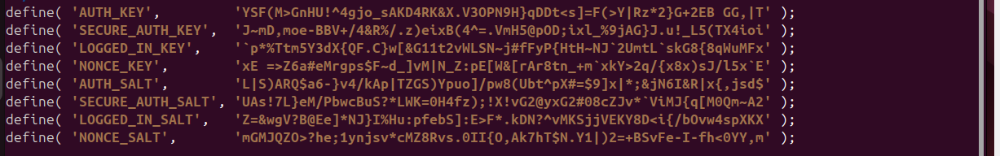 define( 'AUTH_KEY',         'YSF(M>GnHU!^4gjo_sAKD4RK&X.V3OPN9H}qDDt<s]=F(>Y|Rz*2}G+2EB GG,|T' );
define( 'SECURE_AUTH_KEY',  'J~mD,moe-BBV+/4&R%/.z)eixB(4^=.VmH5@pOD;ixl_%9jAG}J.u!_L5(TX4ioi' );
define( 'LOGGED_IN_KEY',    '`p*%Ttm5Y3dX{QF.C}w[&G11t2vWLSN~j#fFyP{HtH~NJ`2UmtL`skG8{8qWuMFx' );
define( 'NONCE_KEY',        'xE =>Z6a#eMrgps$F~d_]vM|N_Z:pE[W&[rAr8tn_+m`xkY>2q/{x8x)sJ/l5x`E' );
define( 'AUTH_SALT',        'L|S)ARQ$a6-}v4/kAp|TZGS)Ypuo]/pw8(Ubt^pX#=$9]x|*;&jN6I&R|x{,jsd$' );
define( 'SECURE_AUTH_SALT', 'UAs!7L}eM/PbwcBuS?*LWK=0H4fz);!X!vG2@yxG2#08cZJv*`ViMJ{q[M0Qm~A2' );
define( 'LOGGED_IN_SALT',   'Z=&wgV?B@Ee]*NJ}I%Hu:pfebS]:E>F*.kDN?^vMKSjjVEKY8D<i{/bOvw4spXKX' );
define( 'NONCE_SALT',       'mGMJQZO>?he;1ynjsv*cMZ8Rvs.0II{O,Ak7hT$N.Y1|)2=+BSvFe-I-fh<0YY,m' );